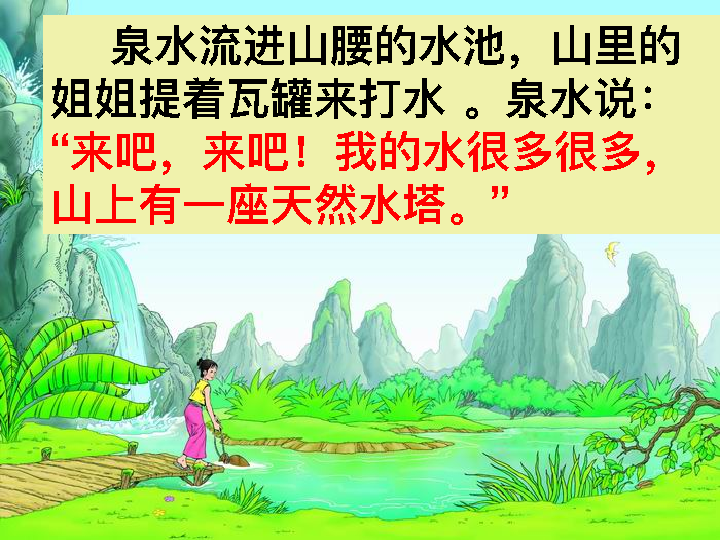 泉水流进山腰的水池，山里的
姐姐提着瓦罐来打水 。泉水说：
“来吧，来吧！我的水很多很多，
山上有一座天然水塔。”